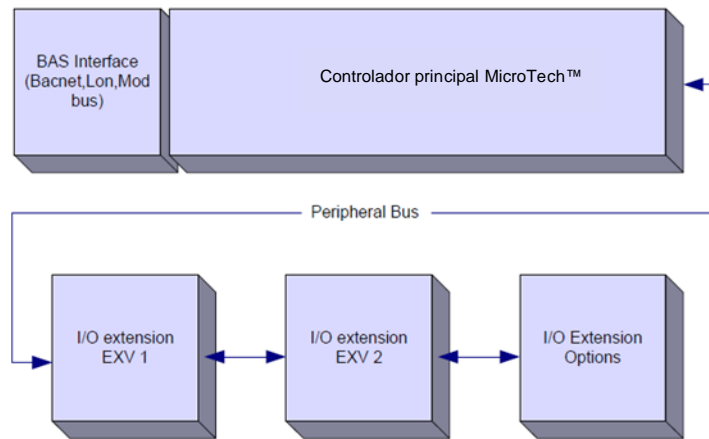 BAS Interface
(Bacnet,Lon,Mod
bus)
Controlador principal MicroTech™
Peripheral Bus
I/O extension
EXV 1
I/O extension
EXV 2
I/O Extension
Options